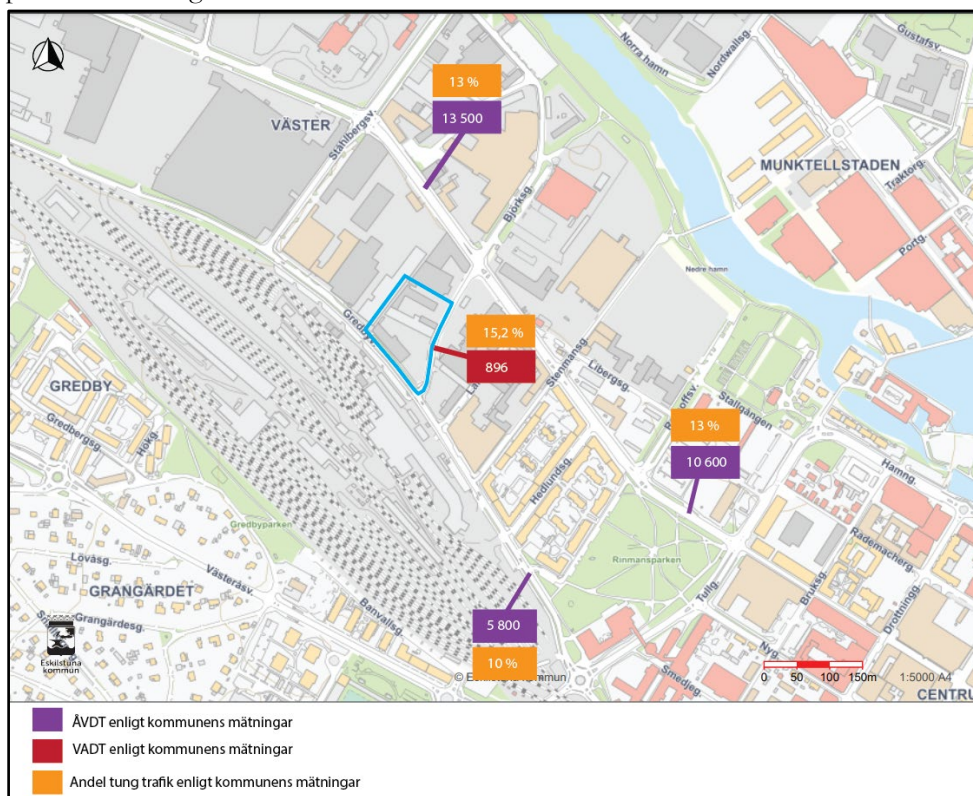 Norra hamn
Nordwallsg.
Gustafsv.
13 %
13 500
VÄSTER
Ståhlbergsv.
MUNKTELLSTADEN
Traktorg.
Björksg.
Portg.
Nedre hamn
Gredbyv.
15,2 %
896
Stenmansg.
Libergsg.
Stallgången
GREDBY
Gredbergsg.
Hökg.
13 %
10 600
Hamng.
Hedlundsg.
Rademacherg.
Gredbyparken
Rinmansparken
Lövåsg.
Västeråsv.
GRANGÄRDET
Grangärdesg.
Tullg.
Bruksg.
Drottningg.
Banvallsg.
5 800
10 %
Eskilstuna
kommun
Nyg.
Smedjeg.
0 50 100 150m
1:5000 A4
CENTRU
ÅVDT enligt kommunens mätningar
VADT enligt kommunens mätningar
Andel tung trafik enligt kommunens mätningar